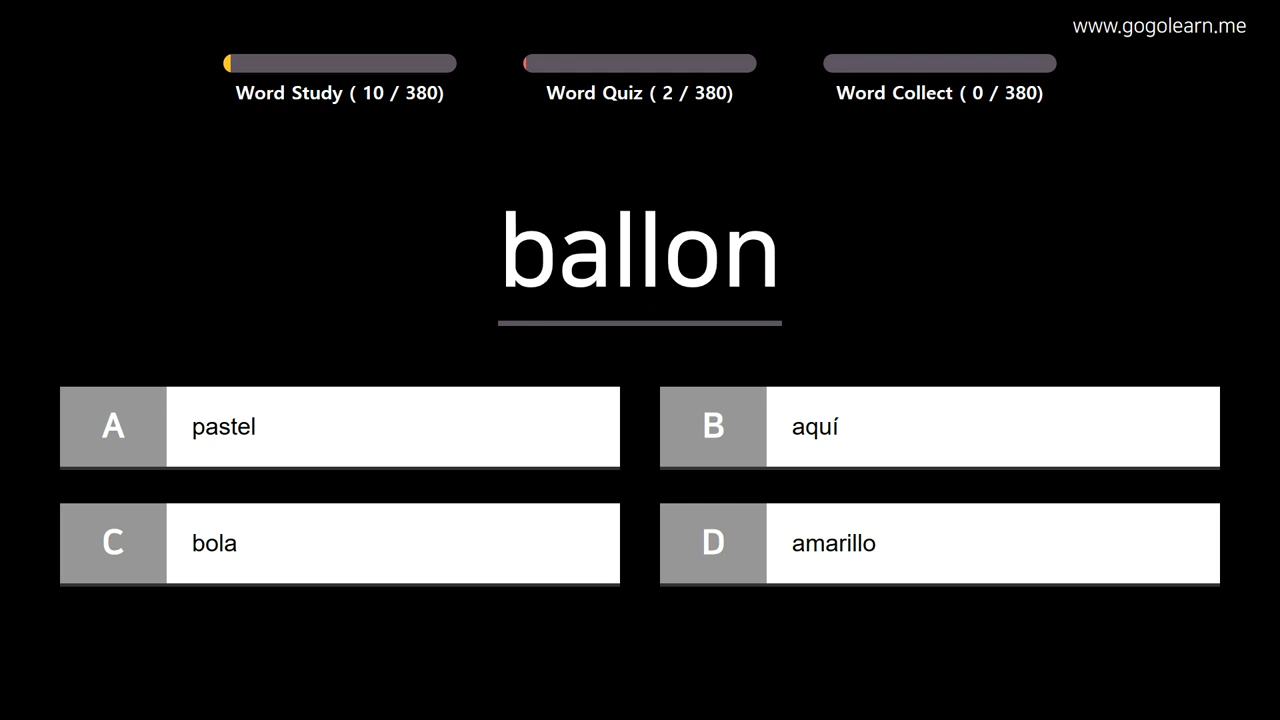 www.gogolearn.me
Word Study ( 10 / 380)
Word Quiz ( 2 / 380)
Word Collect ( 0 / 380)
ballon
A pastel
B aquí
C bola
D amarillo